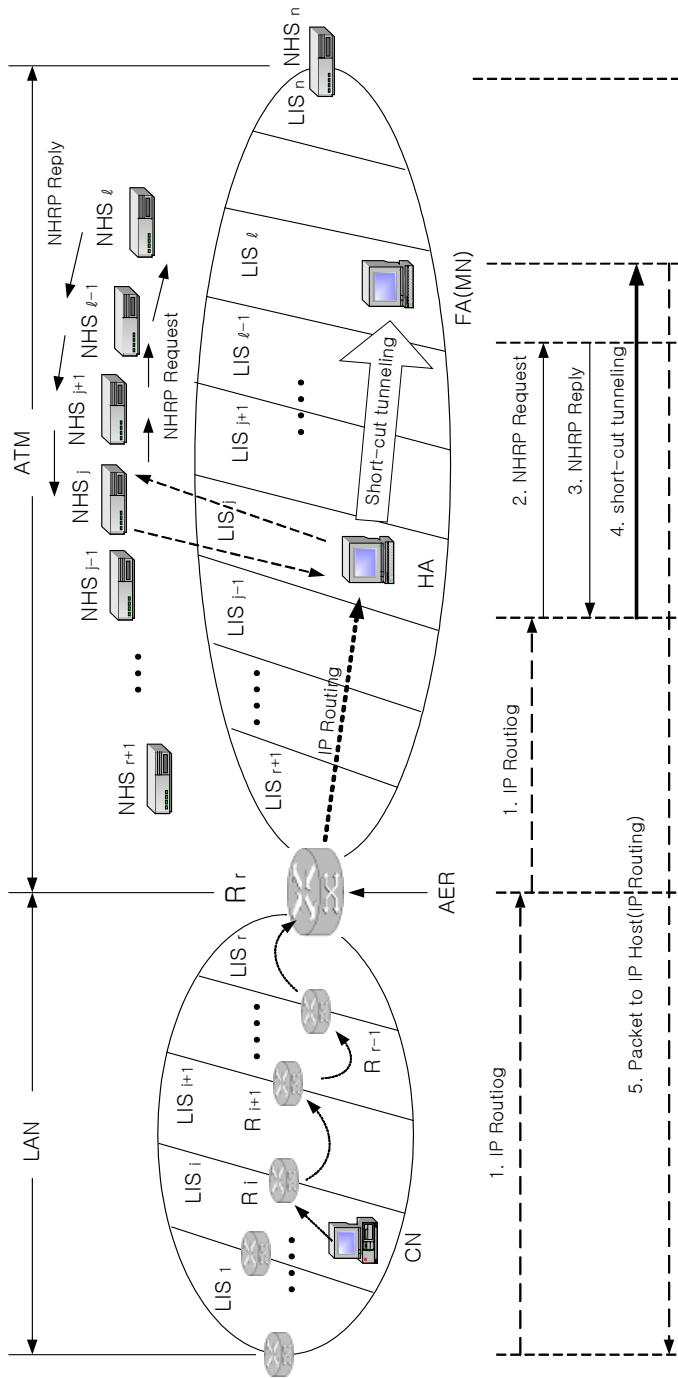 LAN
ATM
NHRP Reply
NHS r+1
NHS j-1
NHS j
NHS j+1
NHS ℓ-1
NHS ℓ
NHRP Request
NHS n
R r
LIS 1
LIS i
LIS i+1
LIS r
LIS r+1
LIS j-1
LIS j
LIS j+1
LIS ℓ-1
LIS ℓ
LIS n
R i
R i+1
R r-1
CN
IP Routing
Short-cut tunneling
HA
FA(MN)
AER
1. IP Routiog
1. IP Routiog
2. NHRP Request
3. NHRP Reply
4. short-cut tunneling
5. Packet to IP Host(IP Routing)